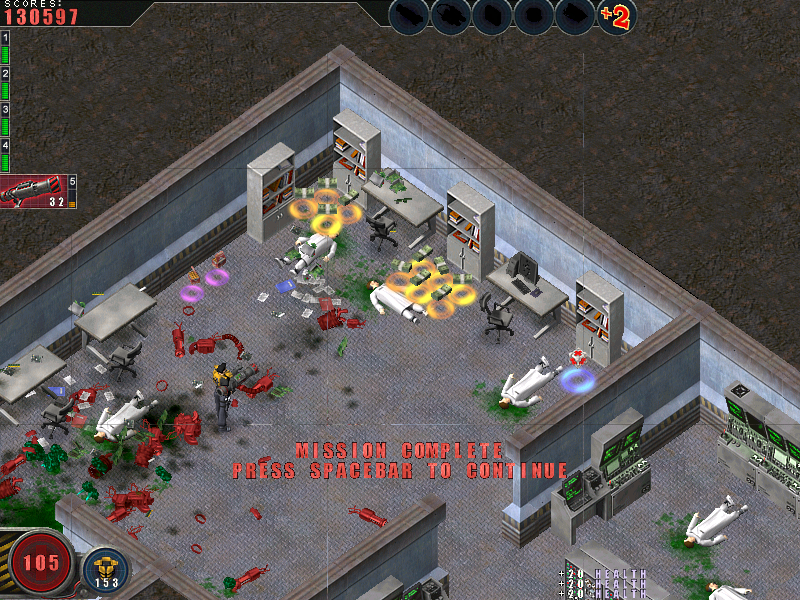 SCORES:
130597
+2
1
2
3
4
5
32
MISSION COMPLETE
PRESS SPACEBAR TO CONTINUE
105
153
+20 HEALTH
+20 HEALTH
+20 HEALTH